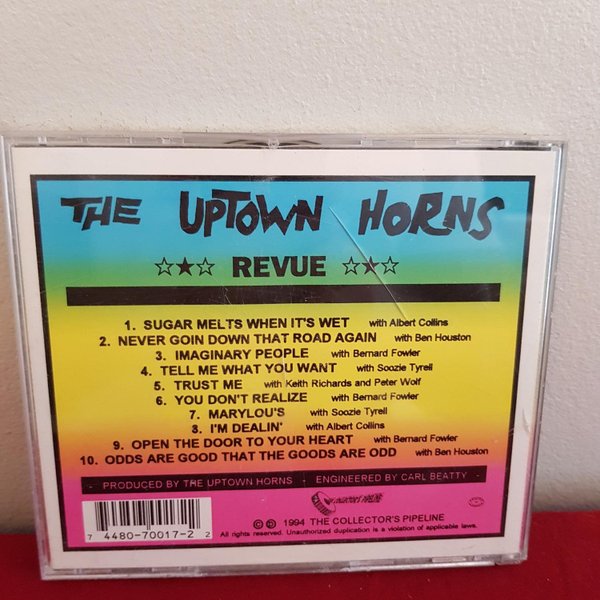 THE UPTOWN HORNS
☆★☆ REVUE ☆★☆
1. SUGAR MELTS WHEN IT'S WET with Albert Collins
2. NEVER GOIN DOWN THAT ROAD AGAIN with Ben Houston
3. IMAGINARY PEOPLE with Bernard Fowler
4. TELL ME WHAT YOU WANT with Soozie Tyrell
5. TRUST ME with Keith Richards and Peter Wolf
6. YOU DON'T REALIZE with Bernard Fowler
7. MARYLOU'S with Soozie Tyrell
8. I'M DEALIN' with Albert Collins
9. OPEN THE DOOR TO YOUR HEART with Bernard Fowler
10. ODDS ARE GOOD THAT THE GOODS ARE ODD with Ben Houston
- PRODUCED BY THE UPTOWN HORNS - ENGINEERED BY CARL BEATTY -
7 4480-70017-2 2
© ℗ 1994 THE COLLECTOR'S PIPELINE
All rights reserved. Unauthorized duplication is a violation of applicable laws.